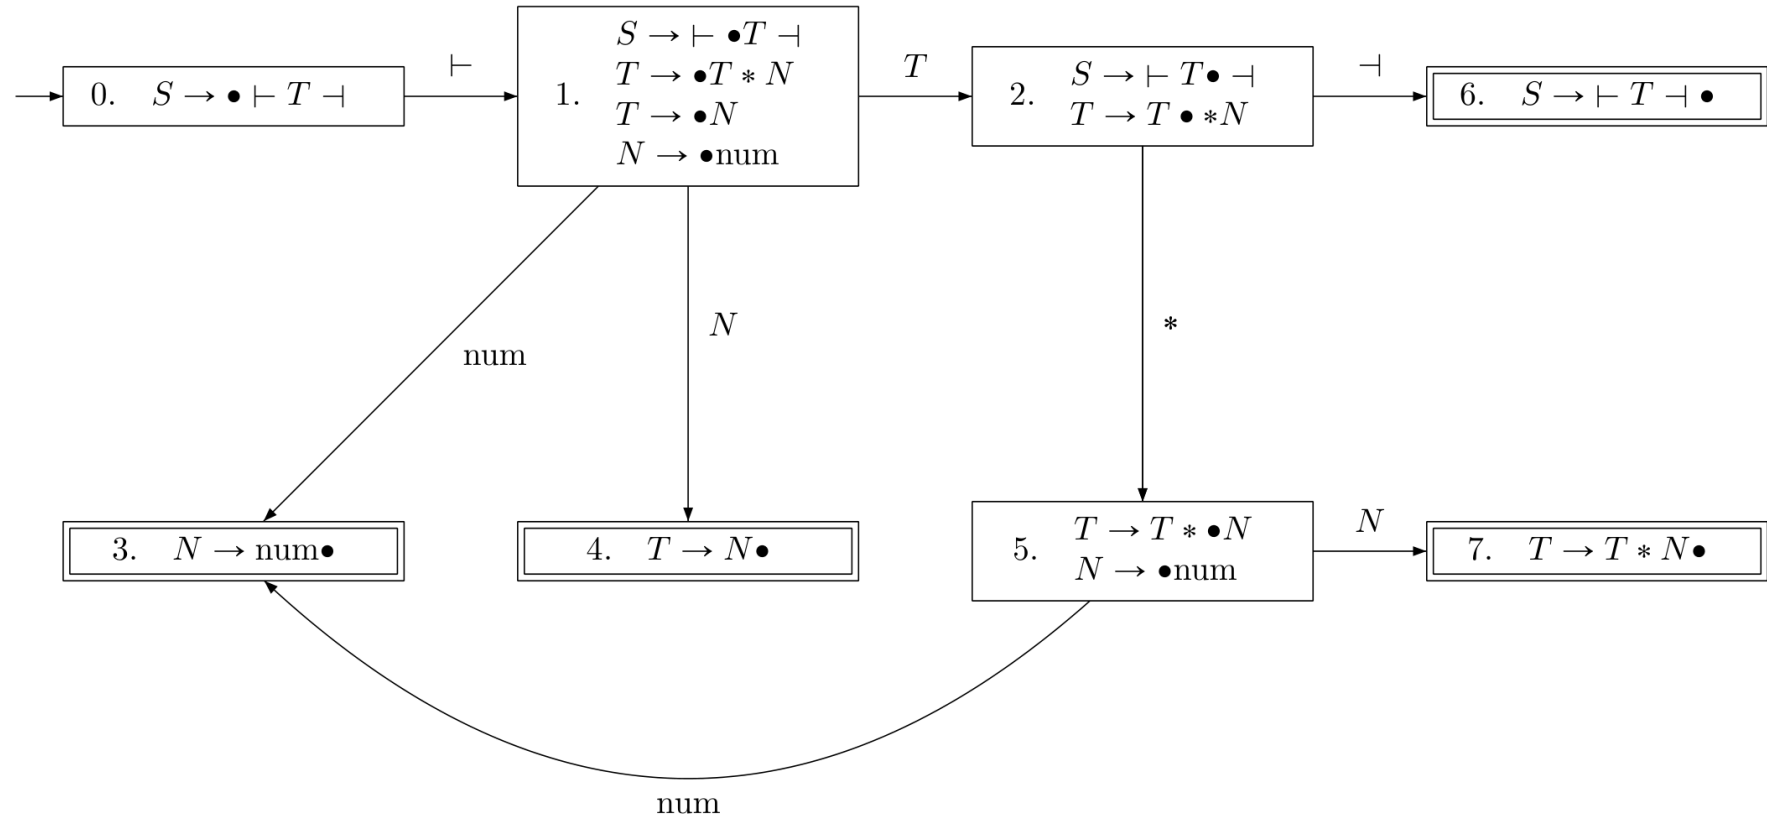 0. S → • ⊢ T ⊣
⊢
1.
S → ⊢ •T ⊣
T → •T ∗ N
T → •N
N → •num
T
2.
S → ⊢ T• ⊣
T → T • ∗N
⊣
6. S → ⊢ T ⊣ •
num
N
∗
3. N → num•
4. T → N•
5.
T → T ∗ •N
N → •num
N
7. T → T ∗ N•
num